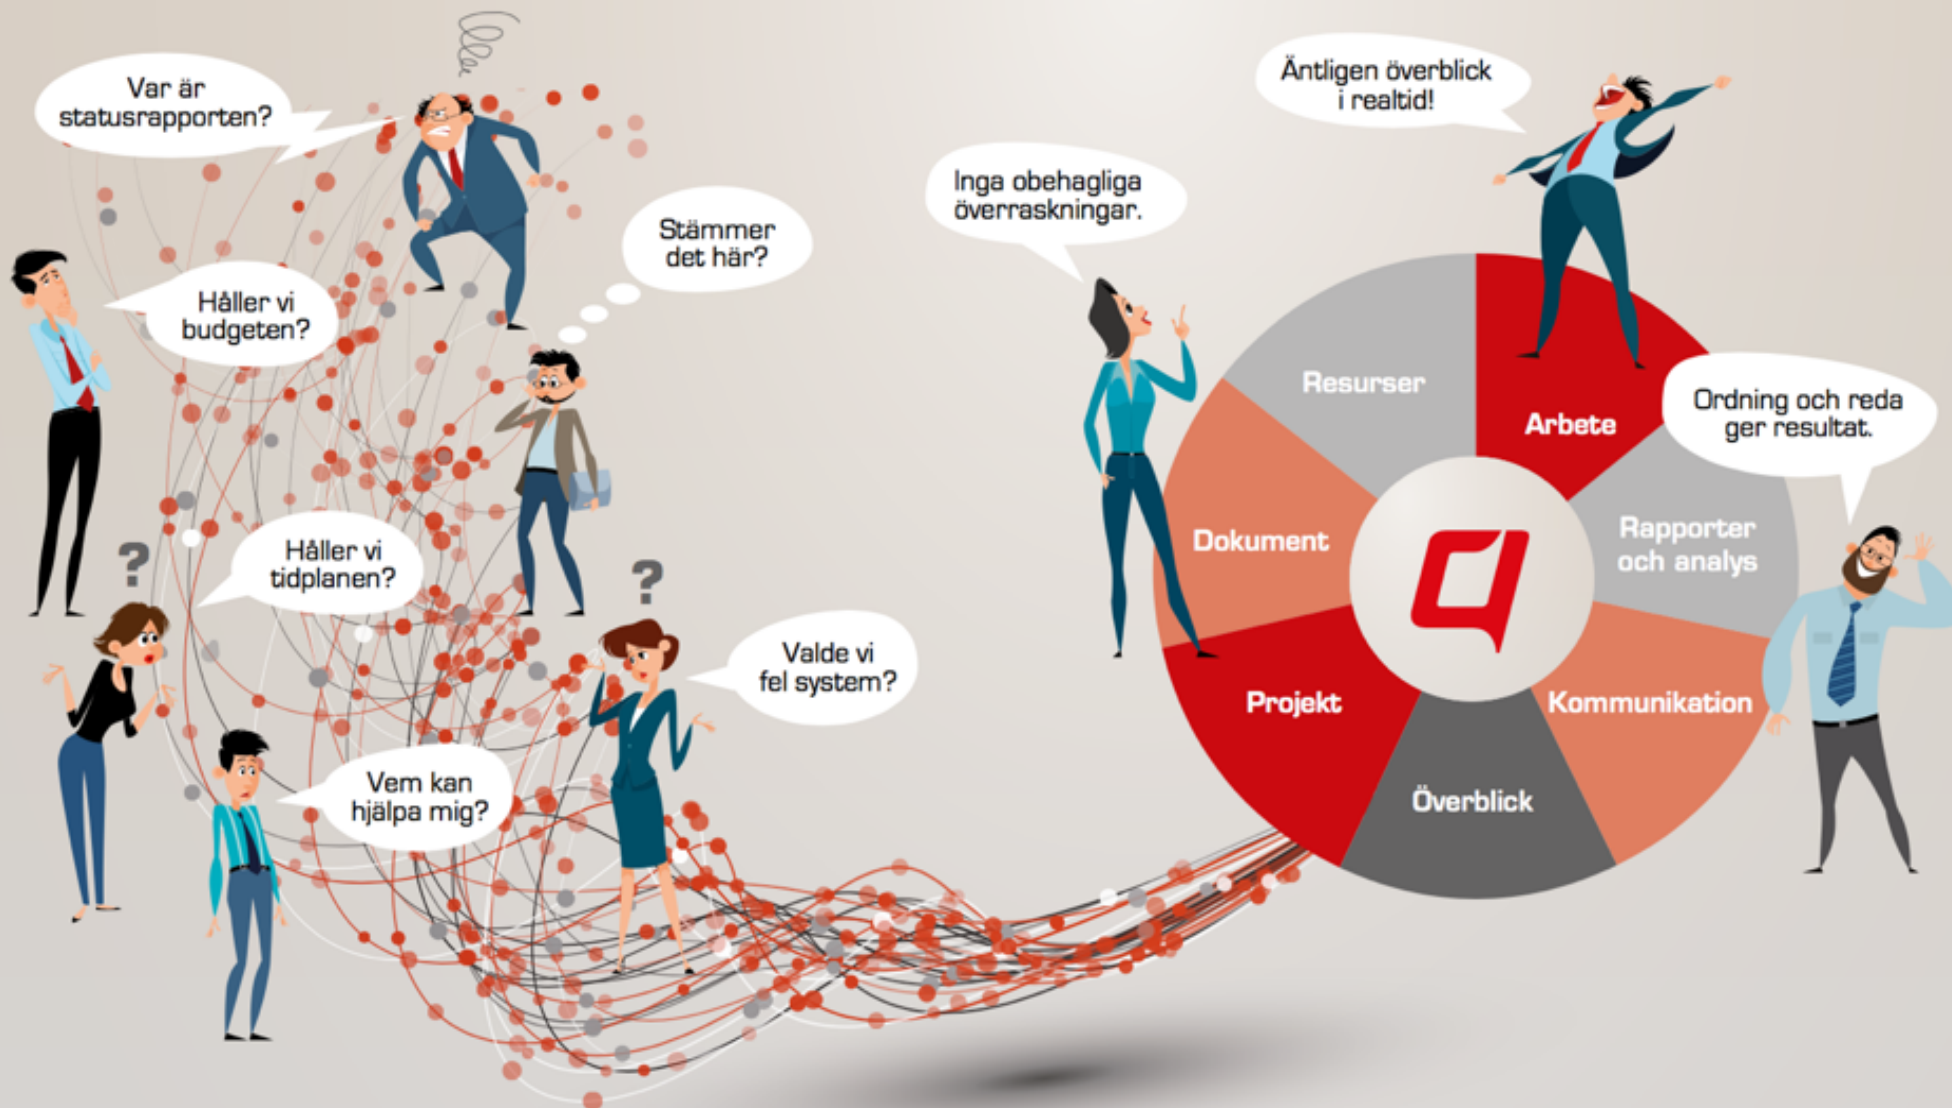 Var är
statusrapporten?
Håller vi
budgeten?
Stämmer
det här?
?
Håller vi
tidplanen?
?
Valde vi
fel system?
Vem kan
hjälpa mig?
Äntligen överblick
i realtid!
Inga obehagliga
överraskningar.
Ordning och reda
ger resultat.
Resurser
Arbete
Rapporter
och analys
Dokument
Projekt
Kommunikation
Överblick